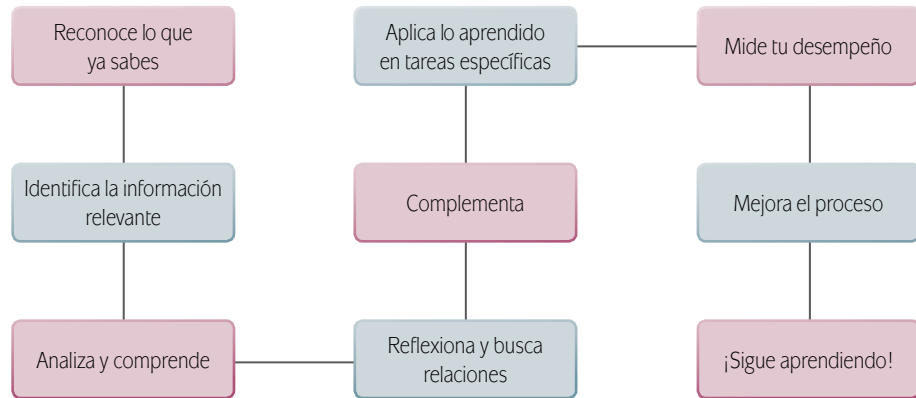 Reconoce lo que
ya sabes
Identifica la información
relevante
Analiza y comprende
Reflexiona y busca
relaciones
Complementa
Aplica lo aprendido
en tareas específicas
Mide tu desempeño
Mejora el proceso
¡Sigue aprendiendo!